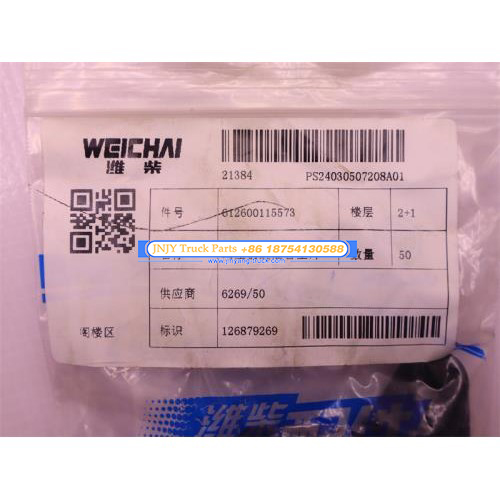 WEICHAI
潍柴
21384 PS24030507208A01
件号 612600115573 楼层 2+1
JNJY Truck Parts +86 18754130588
数量 50
供应商 6269/50
阁楼区 标识 126879269
潍柴